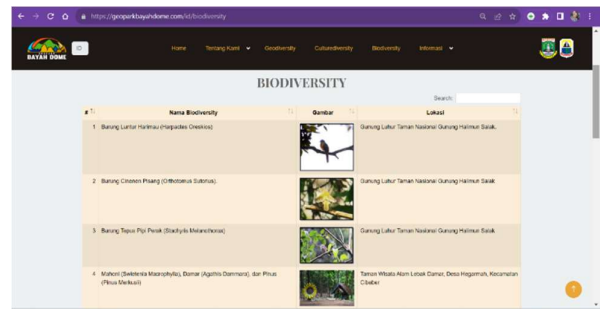 https://geoparkbayahdome.com/id/biodiversity
BAYAH DOME
ID
Home Tentang Kami Geodiversity Culturediversity Biodiversity Informasi
BIODIVERSITY
Search:
# Nama Biodiversity Gambar Lokasi
1 Burung Luntur Harimau (Harpactes Oreskios) Gunung Luhur Taman Nasional Gunung Halimun Salak.
2 Burung Cinenen Pisang (Orthotomus Sutorius). Gunung Luhur Taman Nasional Gunung Halimun Salak
3 Burung Tepus Pipi Perak (Stachyris Melanothorax) Gunung Luhur Taman Nasional Gunung Halimun Salak
4 Mahoni (Swietenia Macrophylla), Damar (Agathis Dammara), dan Pinus Taman Wisata Alam Lebak Damar, Desa Hegarmah, Kecamatan
(Pinus Merkusii) Cibeber